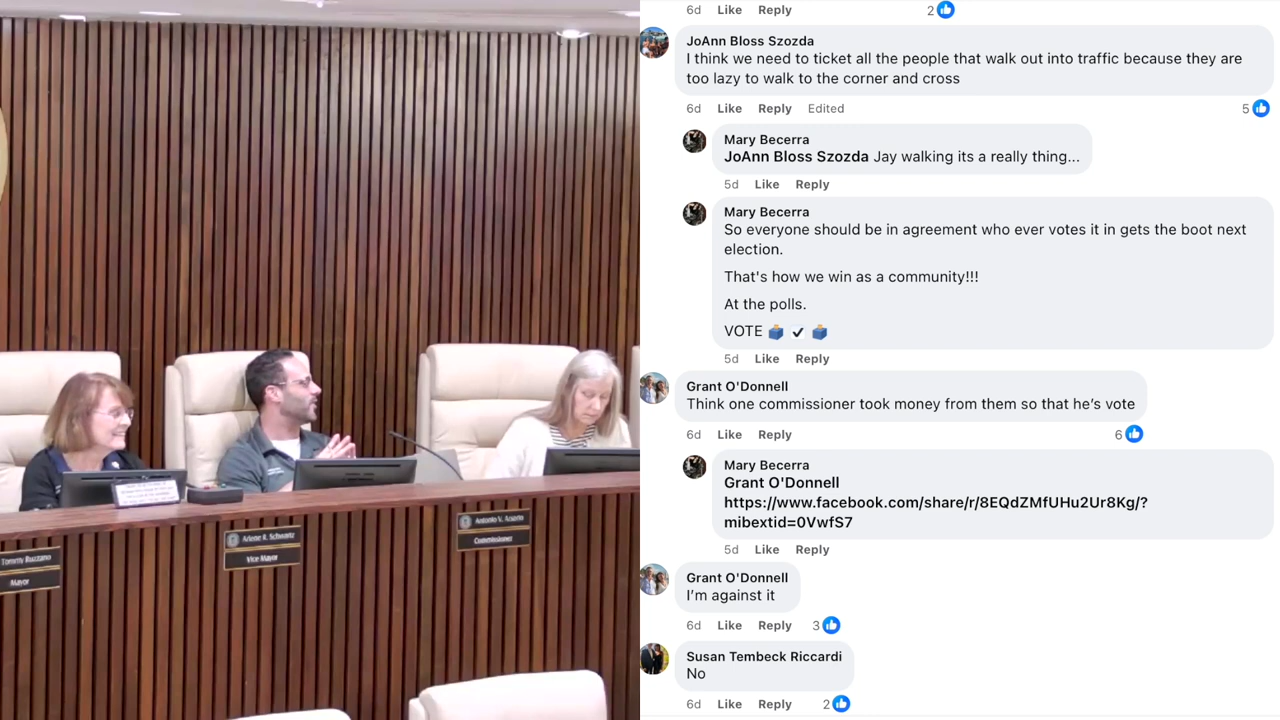 Tommy Buzzano
Mayor
Arlene R. Schwartz
Vice Mayor
Antonio V. Arserio
Commissioner
6d Like Reply 2
JoAnn Bloss Szozda
I think we need to ticket all the people that walk out into traffic because they are
too lazy to walk to the corner and cross
6d Like Reply Edited 5
Mary Becerra
JoAnn Bloss Szozda Jay walking its a really thing...
5d Like Reply
Mary Becerra
So everyone should be in agreement who ever votes it in gets the boot next
election.
That's how we win as a community!!!
At the polls.
VOTE 🗳️ ✔️ 🗳️
5d Like Reply
Grant O'Donnell
Think one commissioner took money from them so that he's vote
6d Like Reply 6
Mary Becerra
Grant O'Donnell
https://www.facebook.com/share/r/8EQdZMfUHu2Ur8Kg/?
mibextid=0VwfS7
5d Like Reply
Grant O'Donnell
I'm against it
6d Like Reply 3
Susan Tembeck Riccardi
No
6d Like Reply 2